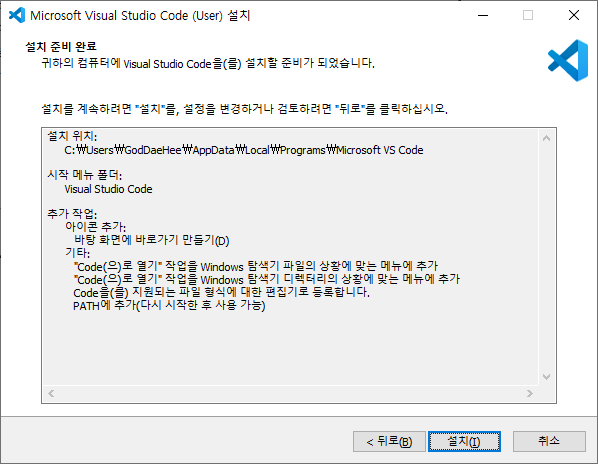 Microsoft Visual Studio Code (User) 설치
설치 준비 완료
귀하의 컴퓨터에 Visual Studio Code을(를) 설치할 준비가 되었습니다.
설치를 계속하려면 "설치"를, 설정을 변경하거나 검토하려면 "뒤로"를 클릭하십시오.
설치 위치:
C:₩Users₩GodDaeHee₩AppData₩Local₩Programs₩Microsoft VS Code
시작 메뉴 폴더:
Visual Studio Code
추가 작업:
아이콘 추가:
바탕 화면에 바로가기 만들기(D)
기타:
"Code(으)로 열기" 작업을 Windows 탐색기 파일의 상황에 맞는 메뉴에 추가
"Code(으)로 열기" 작업을 Windows 탐색기 디렉터리의 상황에 맞는 메뉴에 추가
Code을(를) 지원되는 파일 형식에 대한 편집기로 등록합니다.
PATH에 추가(다시 시작한 후 사용 가능)
< 뒤로(B) 설치(I) 취소